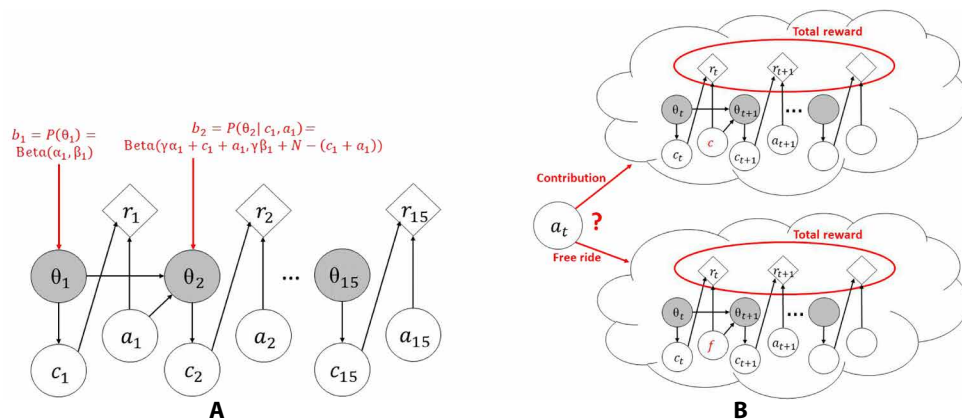 b₁ = P(θ₁) =
Beta(α₁, β₁)
b₂ = P(θ₂| c₁, a₁)=
Beta(γα₁ + c₁ + a₁, γβ₁ + N − (c₁ + a₁))
r₁
r₂
r₁₅
θ₁
θ₂
...
θ₁₅
a₁
a₂
a₁₅
c₁
c₂
c₁₅
A
Total reward
rₜ
rₜ₊₁
θₜ
θₜ₊₁
...
cₜ
c
cₜ₊₁
aₜ₊₁
Contribution
aₜ
?
Free ride
Total reward
rₜ
rₜ₊₁
θₜ
θₜ₊₁
...
cₜ
f
cₜ₊₁
aₜ₊₁
B